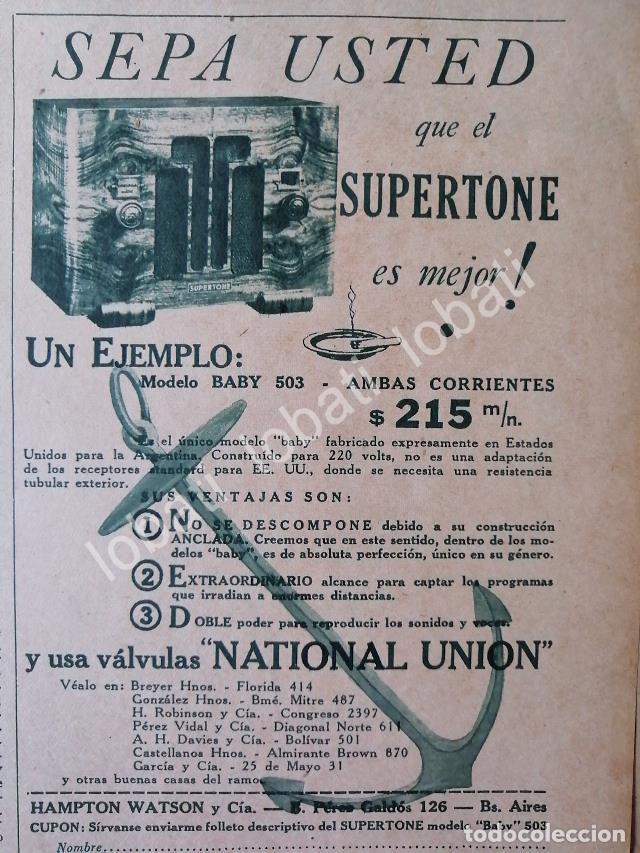 SEPA USTED
que el
SUPERTONE
es mejor!
SUPERTONE
UN EJEMPLO:
Modelo BABY 503 - AMBAS CORRIENTES
$ 215 m/n.
Es el único modelo "baby" fabricado expresamente en Estados
Unidos para la Argentina. Construído para 220 volts, no es una adaptación
de los receptores standard para EE. UU., donde se necesita una resistencia
tubular exterior.
SUS VENTAJAS SON:
1 NO SE DESCOMPONE debido a su construcción
ANCLADA. Creemos que en este sentido, dentro de los mo-
delos "baby", es de absoluta perfección, único en su género.
2 EXTRAORDINARIO alcance para captar los programas
que irradian a enormes distancias.
3 DOBLE poder para reproducir los sonidos y voces.
y usa válvulas "NATIONAL UNION"
Véalo en: Breyer Hnos. - Florida 414
González Hnos. - Bmé. Mitre 487
H. Robinson y Cía. - Congreso 2397
Pérez Vidal y Cía. - Diagonal Norte 611
A. H. Davies y Cía. - Bolívar 501
Castellanos Hnos. - Almirante Brown 870
García y Cía. - 25 de Mayo 31
y otras buenas casas del ramo.
HAMPTON WATSON y Cía. — B. Pérez Galdós 126 — Bs. Aires
CUPON: Sírvanse enviarme folleto descriptivo del SUPERTONE modelo "Baby" 503
Nombre
lobati lobati lobati lobati
todocoleccion